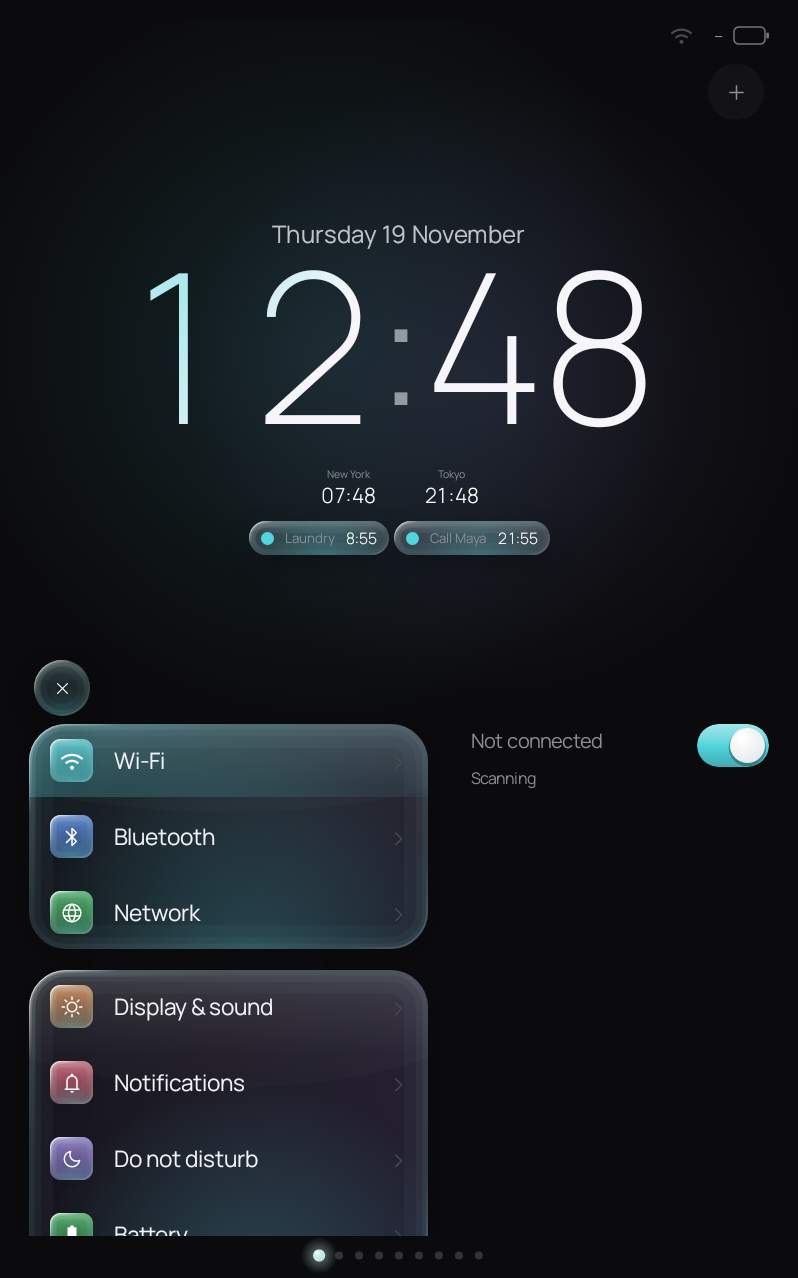 Thursday 19 November
12:48
New York Tokyo
07:48 21:48
Laundry 8:55 Call Maya 21:55
Wi-Fi
Not connected
Scanning
Bluetooth
Network
Display & sound
Notifications
Do not disturb
Battery